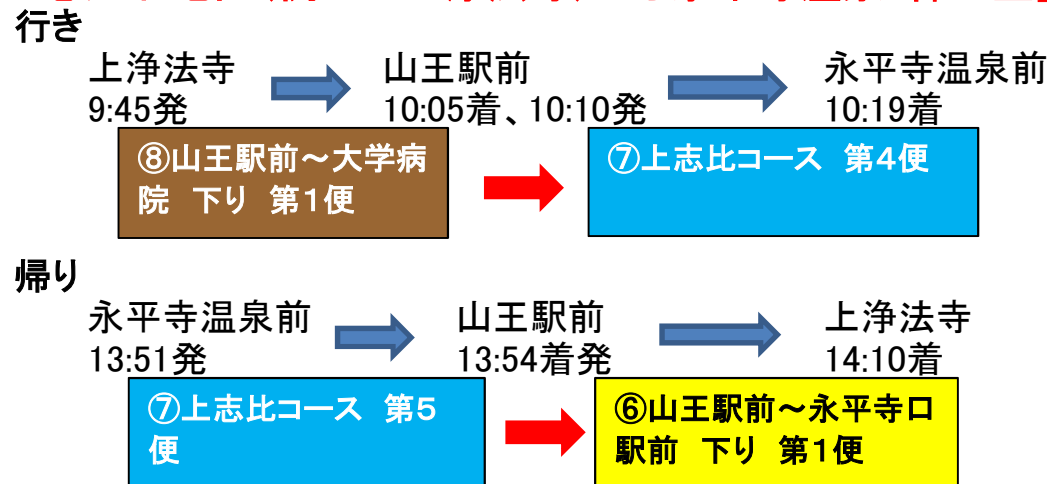 行き
上浄法寺 山王駅前 永平寺温泉前
9:45発 10:05着、10:10発 10:19着
⑧山王駅前～大学病
院 下り 第1便
⑦上志比コース 第4便
帰り
永平寺温泉前 山王駅前 上浄法寺
13:51発 13:54着発 14:10着
⑦上志比コース 第5
便
⑥山王駅前～永平寺口
駅前 下り 第1便